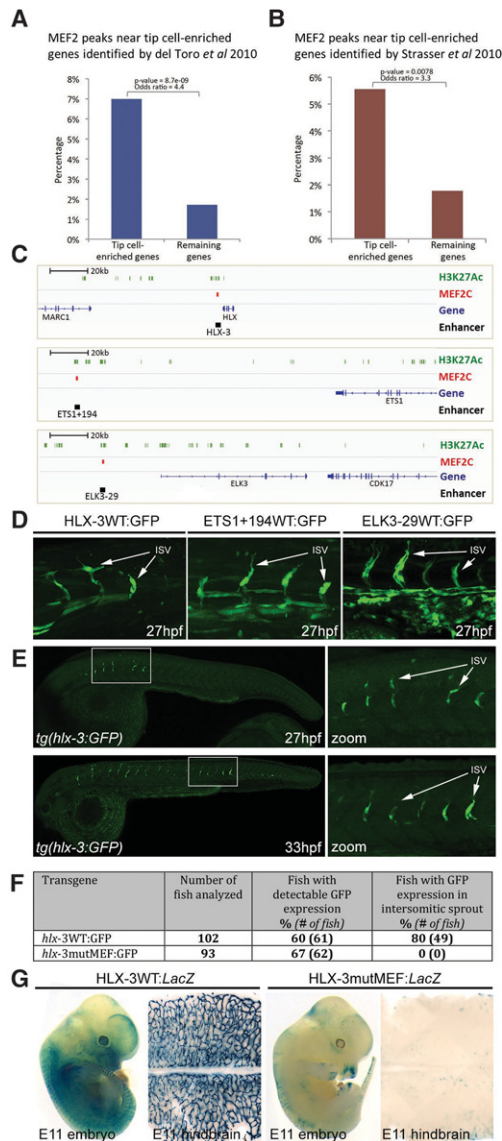 A
MEF2 peaks near tip cell-enriched
genes identified by del Toro et al 2010
p-value = 8.7e-09
Odds ratio = 4.4
8%
7%
6%
5%
4%
3%
2%
1%
0%
Percentage
Tip cell-
enriched genes
Remaining
genes
B
MEF2 peaks near tip cell-enriched
genes identified by Strasser et al 2010
p-value = 0.0078
Odds ratio = 3.3
6%
5%
4%
3%
2%
1%
0%
Percentage
Tip cell-
enriched genes
Remaining
genes
C
20kb
H3K27Ac
MEF2C
MARC1
HLX
Gene
HLX-3
Enhancer
20kb
H3K27Ac
MEF2C
ETS1
Gene
ETS1+194
Enhancer
20kb
H3K27Ac
MEF2C
ELK3
CDK17
Gene
ELK3-29
Enhancer
D
HLX-3WT:GFP
ETS1+194WT:GFP
ELK3-29WT:GFP
ISV
ISV
ISV
27hpf
27hpf
27hpf
E
ISV
tg(hlx-3:GFP)
27hpf
zoom
ISV
tg(hlx-3:GFP)
33hpf
zoom
F
Transgene
Number of
fish analyzed
Fish with
detectable GFP
expression
% (# of fish)
Fish with GFP
expression in
intersomitic sprout
% (# of fish)
hlx-3WT:GFP
102
60 (61)
80 (49)
hlx-3mutMEF:GFP
93
67 (62)
0 (0)
G
HLX-3WT:LacZ
HLX-3mutMEF:LacZ
E11 embryo
E11 hindbrain
E11 embryo
E11 hindbrain